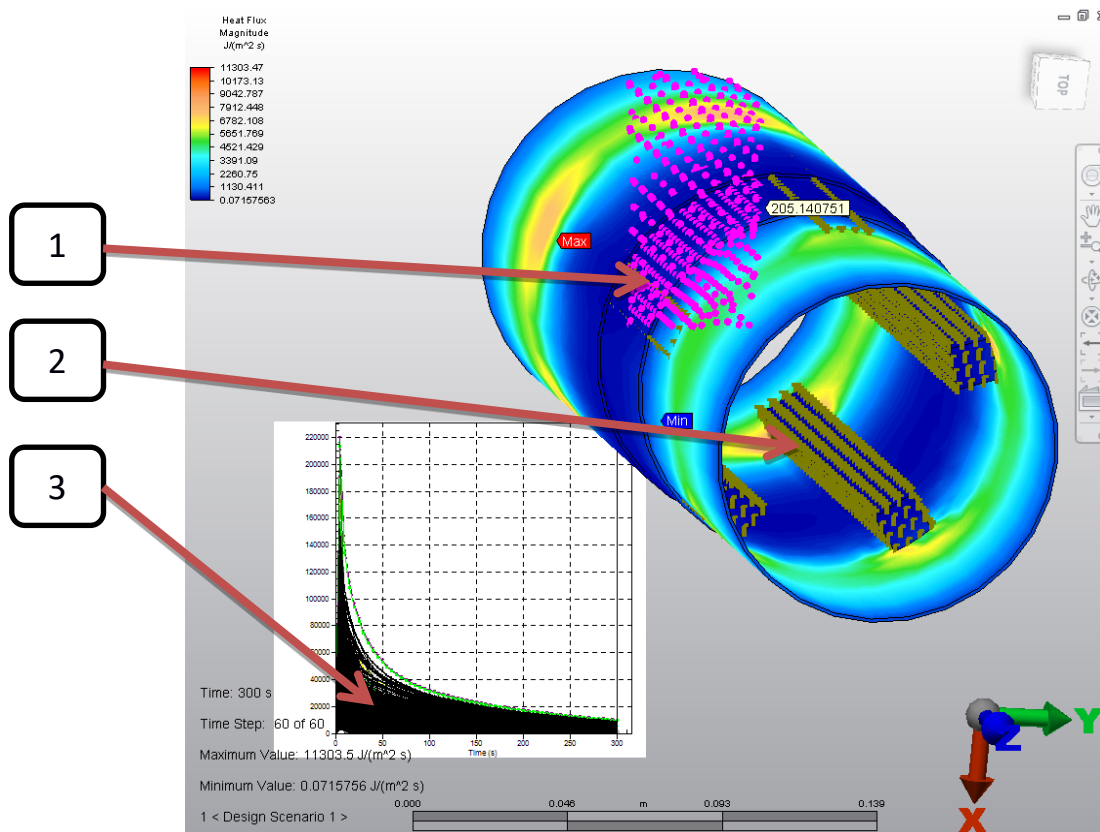 Heat Flux
Magnitude
J/(m^2 s)
11303.47
10173.13
9042.787
7912.448
6782.108
5651.769
4521.429
3391.09
2260.75
1130.411
0.07157563
TOP
1
205.140751
Max
2
Min
3
220000
200000
180000
160000
140000
120000
100000
80000
60000
40000
20000
0
0 50 100 150 200 250 300
Time (s)
Time: 300 s
Time Step: 60 of 60
Maximum Value: 11303.5 J/(m^2 s)
Minimum Value: 0.0715756 J/(m^2 s)
0.000 0.046 m 0.093 0.139
1 < Design Scenario 1 >
Y
Z
X